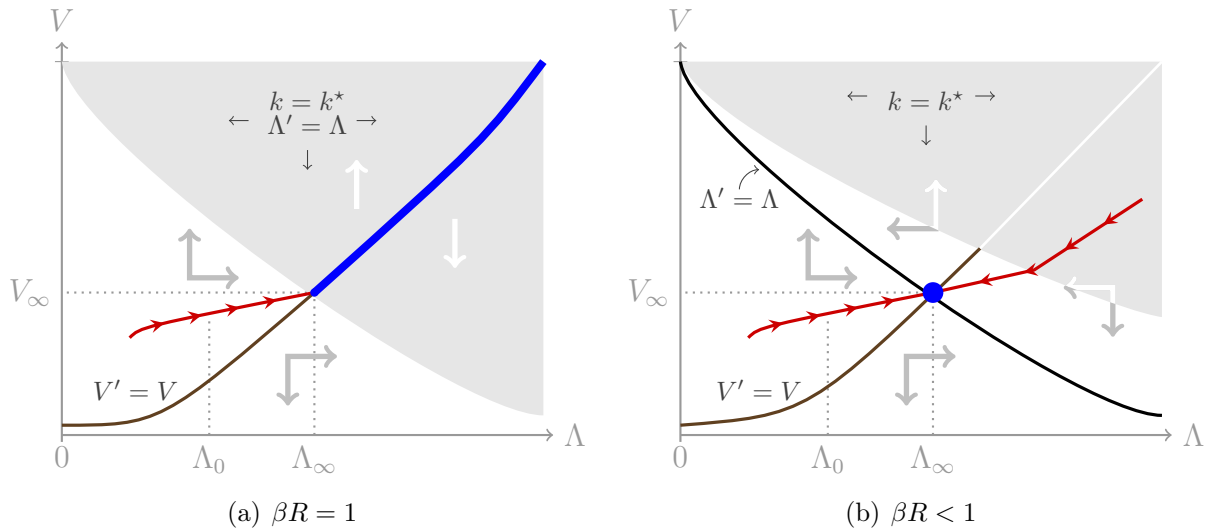 V
k = k⋆
← Λ′ = Λ →
↓
V∞
V′ = V
0
Λ0
Λ∞
Λ
(a) βR = 1
V
← k = k⋆ →
↓
Λ′ = Λ
V∞
V′ = V
0
Λ0
Λ∞
Λ
(b) βR < 1